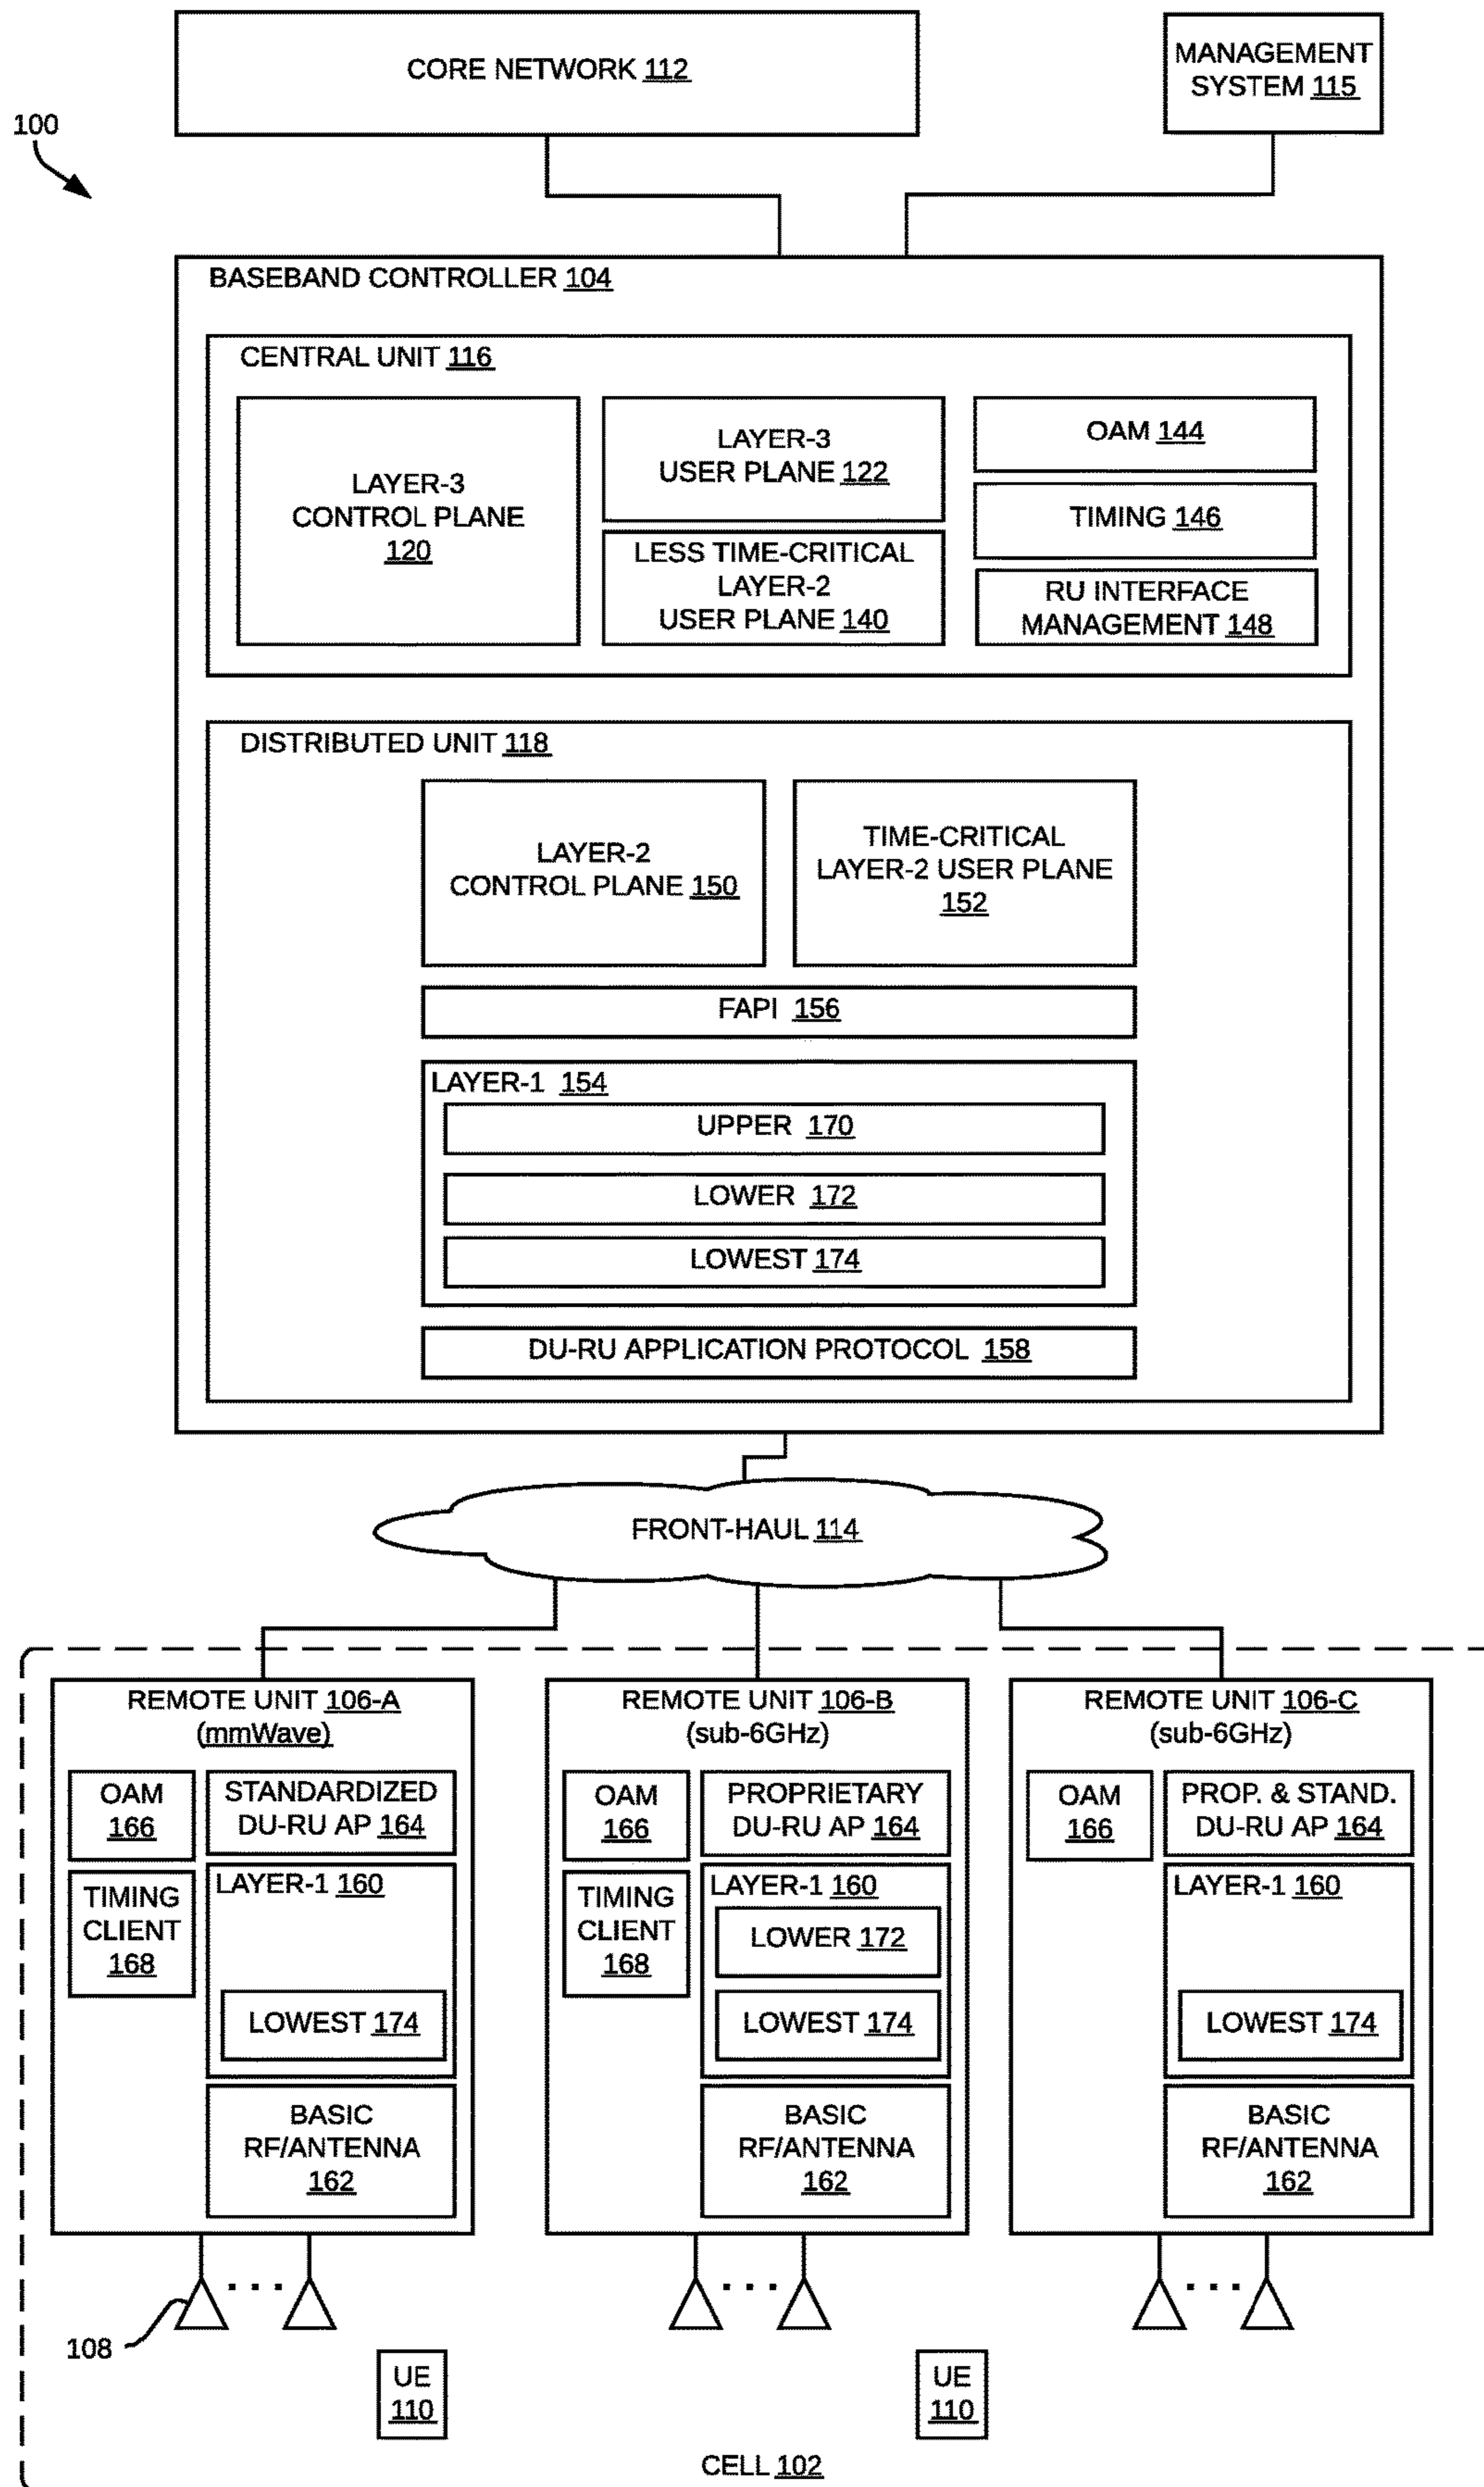 CORE NETWORK 112
MANAGEMENT
SYSTEM 115
100
BASEBAND CONTROLLER 104
CENTRAL UNIT 116
LAYER-3
CONTROL PLANE
120
LAYER-3
USER PLANE 122
LESS TIME-CRITICAL
LAYER-2
USER PLANE 140
OAM 144
TIMING 146
RU INTERFACE
MANAGEMENT 148
DISTRIBUTED UNIT 118
LAYER-2
CONTROL PLANE 150
TIME-CRITICAL
LAYER-2 USER PLANE
152
FAPI 156
LAYER-1 154
UPPER 170
LOWER 172
LOWEST 174
DU-RU APPLICATION PROTOCOL 158
FRONT-HAUL 114
REMOTE UNIT 106-A
(mmWave)
OAM
166
STANDARDIZED
DU-RU AP 164
TIMING
CLIENT
168
LAYER-1 160
LOWEST 174
BASIC
RF/ANTENNA
162
REMOTE UNIT 106-B
(sub-6GHz)
OAM
166
PROPRIETARY
DU-RU AP 164
TIMING
CLIENT
168
LAYER-1 160
LOWER 172
LOWEST 174
BASIC
RF/ANTENNA
162
REMOTE UNIT 106-C
(sub-6GHz)
OAM
166
PROP. & STAND.
DU-RU AP 164
LAYER-1 160
LOWEST 174
BASIC
RF/ANTENNA
162
108
UE
110
UE
110
CELL 102